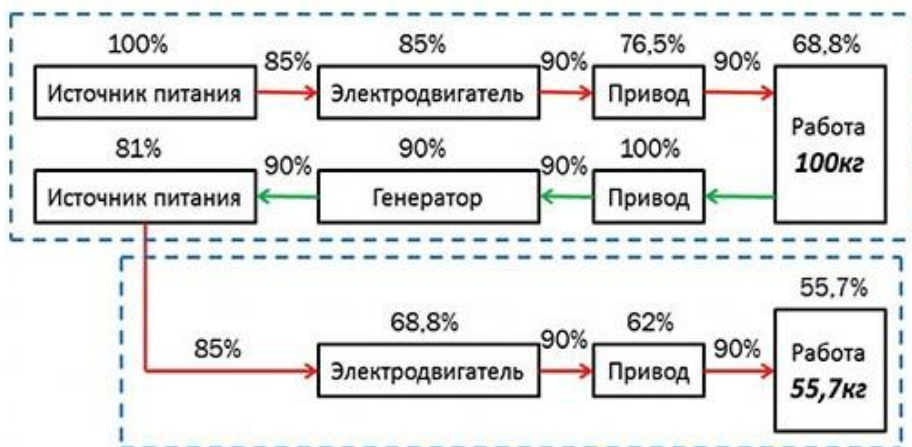 100%
85%
85%
90%
76,5%
90%
68,8%
Источник питания
Электродвигатель
Привод
Работа
100кг
81%
90%
90%
90%
100%
Источник питания
Генератор
Привод
55,7%
85%
68,8%
90%
62%
90%
Электродвигатель
Привод
Работа
55,7кг